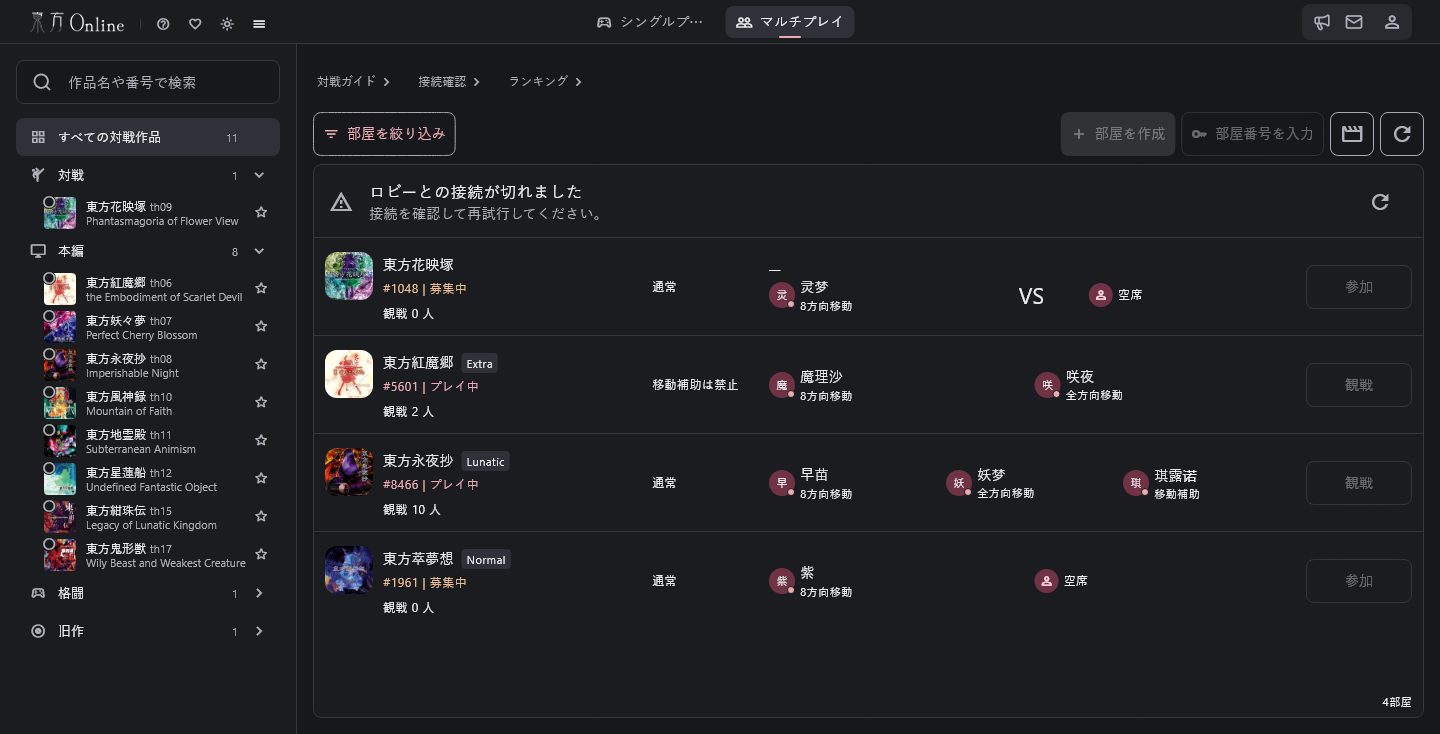 東方Online
シングルプ…
マルチプレイ
作品名や番号で検索
すべての対戦作品 11
対戦 1
東方花映塚 th09
Phantasmagoria of Flower View
本編 8
東方紅魔郷 th06
the Embodiment of Scarlet Devil
東方妖々夢 th07
Perfect Cherry Blossom
東方永夜抄 th08
Imperishable Night
東方風神録 th10
Mountain of Faith
東方地霊殿 th11
Subterranean Animism
東方星蓮船 th12
Undefined Fantastic Object
東方紺珠伝 th15
Legacy of Lunatic Kingdom
東方鬼形獣 th17
Wily Beast and Weakest Creature
格闘 1
旧作 1
対戦ガイド
接続確認
ランキング
部屋を絞り込み
部屋を作成
部屋番号を入力
ロビーとの接続が切れました
接続を確認して再試行してください。
東方花映塚
#1048 | 募集中
観戦 0 人
通常
—
灵 灵梦
8方向移動
VS
空席
参加
東方紅魔郷 Extra
#5601 | プレイ中
観戦 2 人
移動補助は禁止
魔 魔理沙
8方向移動
咲 咲夜
全方向移動
観戦
東方永夜抄 Lunatic
#8466 | プレイ中
観戦 10 人
通常
早 早苗
8方向移動
妖 妖梦
全方向移動
琪 琪露诺
移動補助
観戦
東方萃夢想 Normal
#1961 | 募集中
観戦 0 人
通常
紫 紫
8方向移動
空席
参加
4部屋